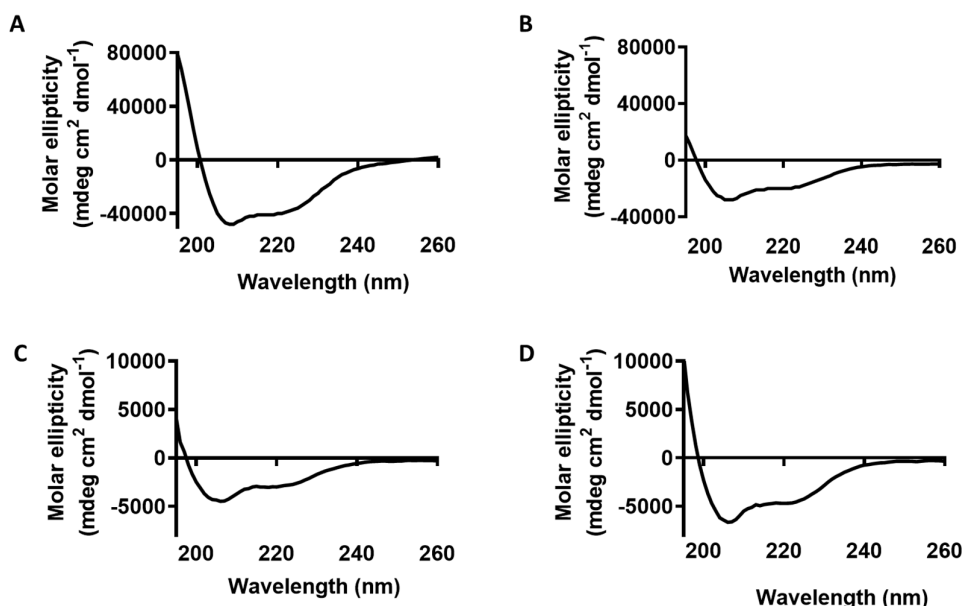 A
Molar ellipticity
(mdeg cm² dmol⁻¹)
80000
40000
0
-40000
200 220 240 260
Wavelength (nm)
B
Molar ellipticity
(mdeg cm² dmol⁻¹)
80000
40000
0
-40000
200 220 240 260
Wavelength (nm)
C
Molar ellipticity
(mdeg cm² dmol⁻¹)
10000
5000
0
-5000
200 220 240 260
Wavelength (nm)
D
Molar ellipticity
(mdeg cm² dmol⁻¹)
10000
5000
0
-5000
200 220 240 260
Wavelength (nm)